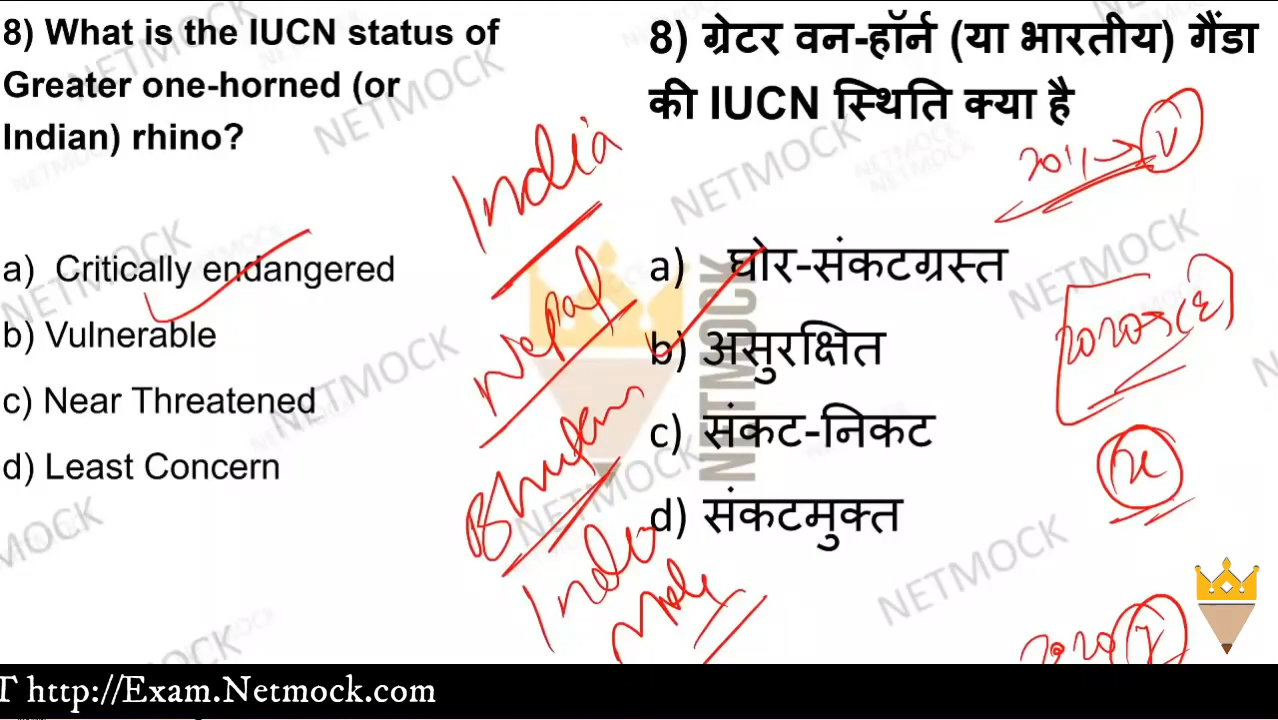 8) What is the IUCN status of
Greater one-horned (or
Indian) rhino?
a) Critically endangered
b) Vulnerable
c) Near Threatened
d) Least Concern
8) ग्रेटर वन-हॉर्न (या भारतीय) गैंडा
की IUCN स्थिति क्या है
a) घोर-संकटग्रस्त
b) असुरक्षित
c) संकट-निकट
d) संकटमुक्त
India
Nepal
Bhutan
Indo
V
2020
NETMOCK
T http://Exam.Netmock.com